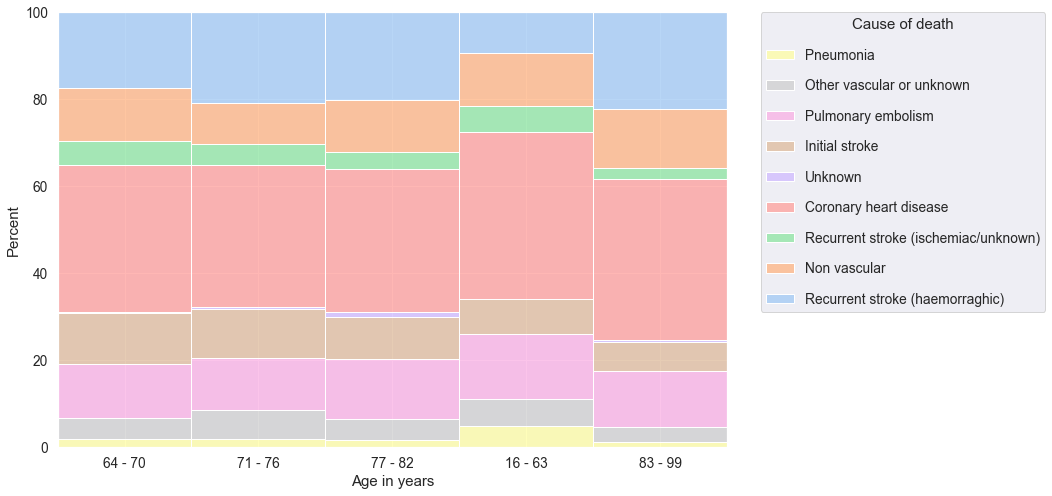 100
80
60
40
20
0
Percent
64 - 70
71 - 76
77 - 82
16 - 63
83 - 99
Age in years
Cause of death
Pneumonia
Other vascular or unknown
Pulmonary embolism
Initial stroke
Unknown
Coronary heart disease
Recurrent stroke (ischemiac/unknown)
Non vascular
Recurrent stroke (haemorraghic)